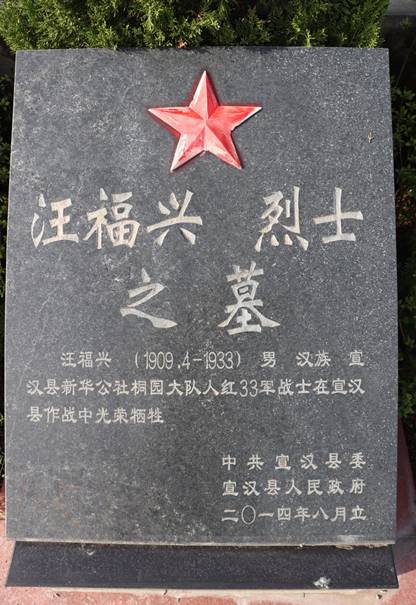 汪福兴 烈士
之墓
汪福兴 (1909.4-1933) 男 汉族 宣
汉县新华公社桐园大队人红33军战士在宣汉
县作战中光荣牺牲
中共宣汉县委
宣汉县人民政府
二〇一四年八月立